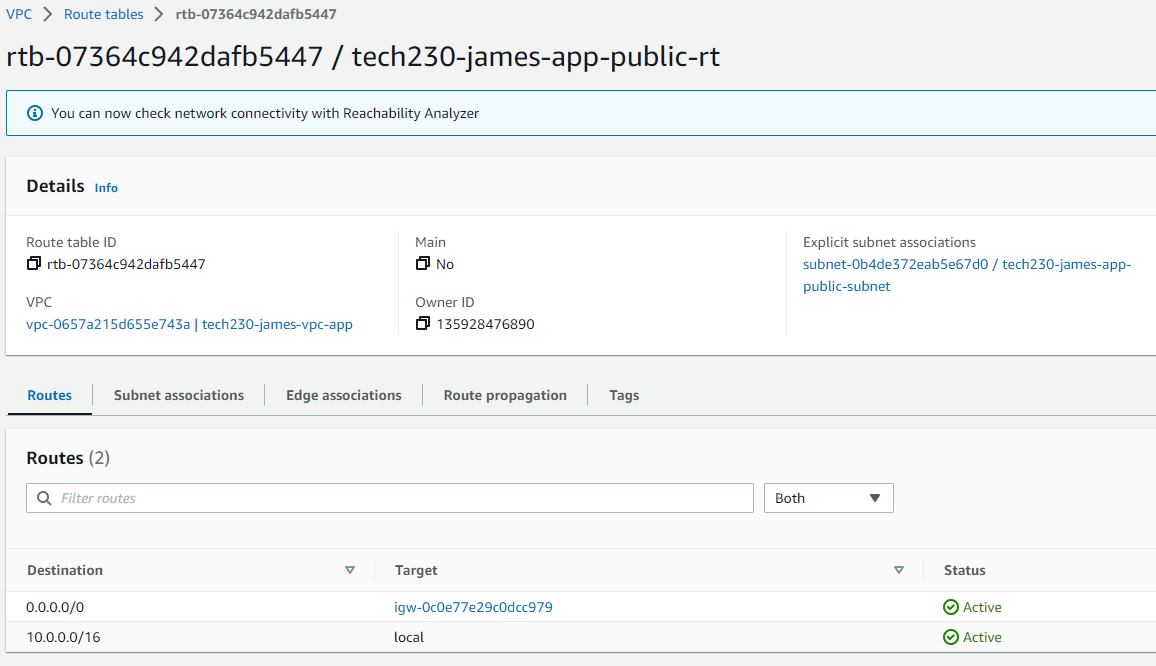 VPC > Route tables > rtb-07364c942dafb5447
rtb-07364c942dafb5447 / tech230-james-app-public-rt
You can now check network connectivity with Reachability Analyzer
Details Info
Route table ID
rtb-07364c942dafb5447
Main
No
Explicit subnet associations
subnet-0b4de372eab5e67d0 / tech230-james-app-
public-subnet
VPC
vpc-0657a215d655e743a | tech230-james-vpc-app
Owner ID
135928476890
Routes Subnet associations Edge associations Route propagation Tags
Routes (2)
Filter routes Both
Destination Target Status
0.0.0.0/0 igw-0c0e77e29c0dcc979 Active
10.0.0.0/16 local Active